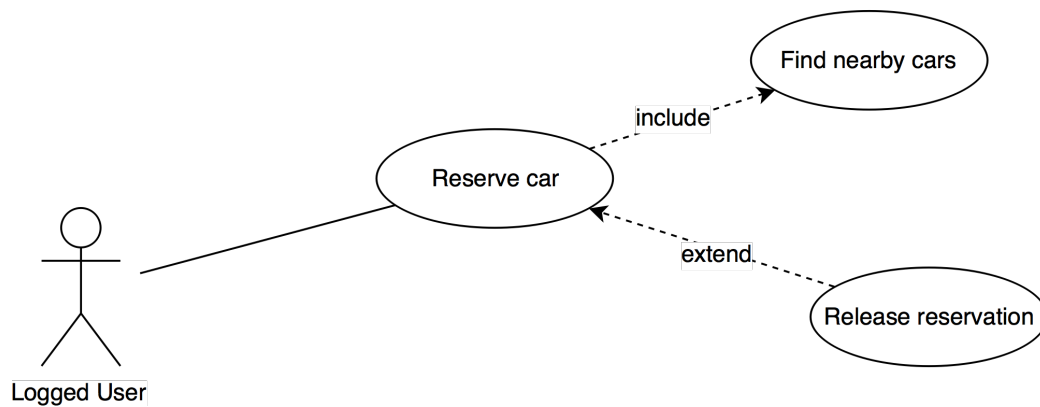 Find nearby cars
include
Reserve car
extend
Release reservation
Logged User